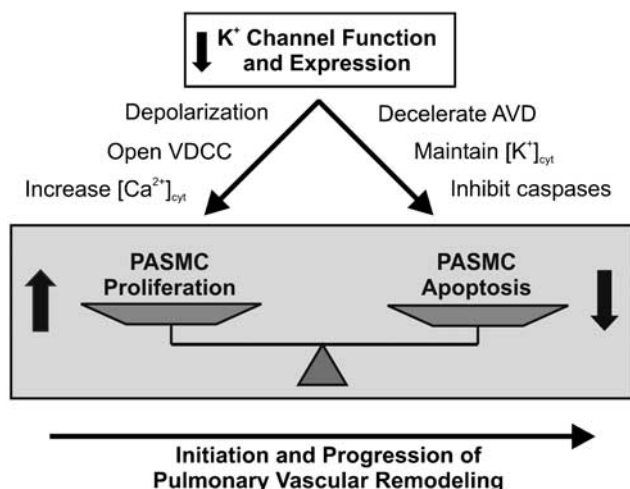 K⁺ Channel Function
and Expression
Depolarization
Open VDCC
Increase [Ca²⁺]cyt
Decelerate AVD
Maintain [K⁺]cyt
Inhibit caspases
PASMC
Proliferation
PASMC
Apoptosis
Initiation and Progression of
Pulmonary Vascular Remodeling